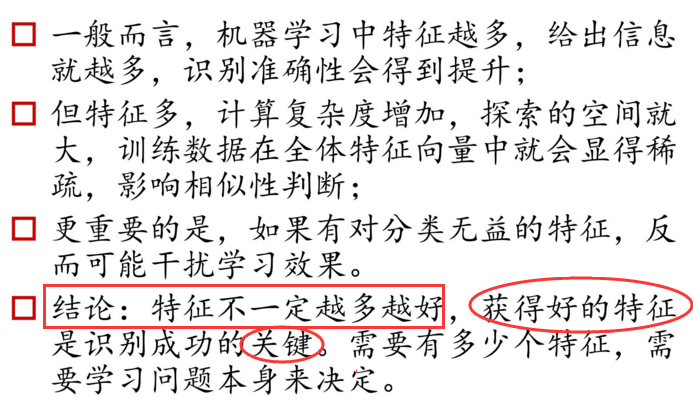 一般而言，机器学习中特征越多，给出信息
就越多，识别准确性会得到提升；
但特征多，计算复杂度增加，探索的空间就
大，训练数据在全体特征向量中就会显得稀
疏，影响相似性判断；
更重要的是，如果有对分类无益的特征，反
而可能干扰学习效果。
结论：特征不一定越多越好，获得好的特征
是识别成功的关键。需要有多少个特征，需
要学习问题本身来决定。